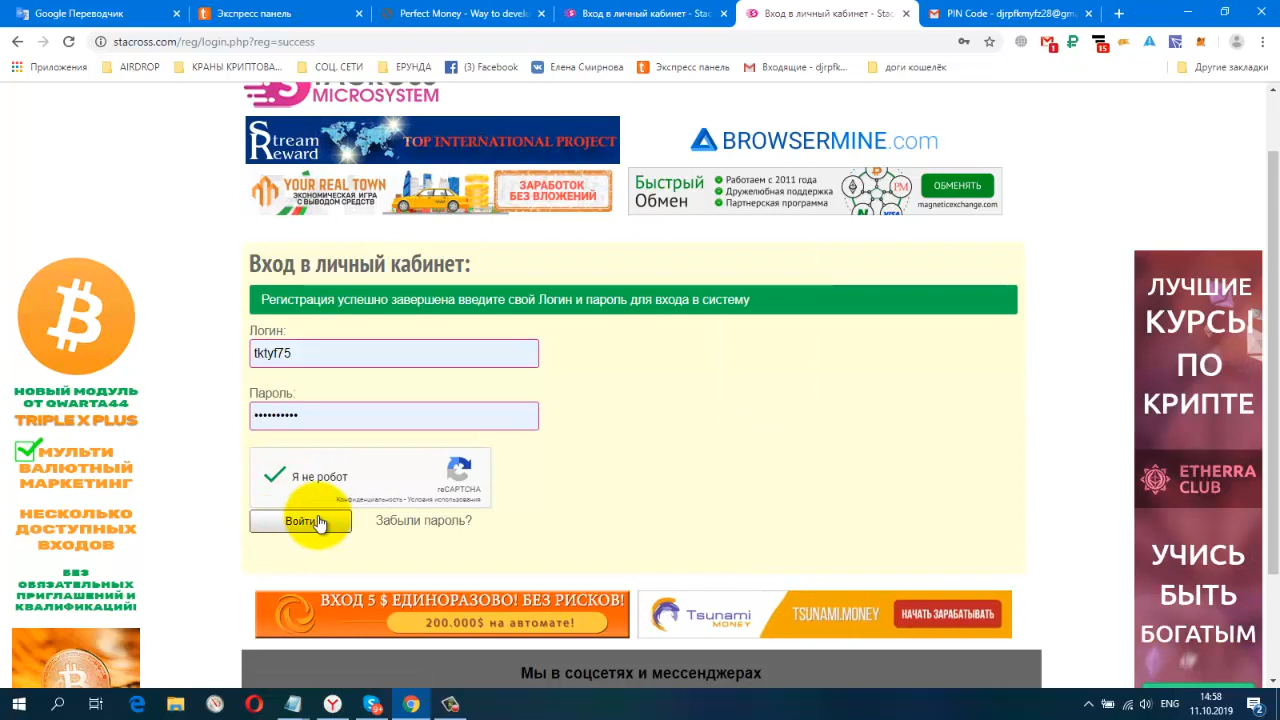 Google Переводчик
Экспресс панель
Perfect Money - Way to develo
Вход в личный кабинет - Stac
Вход в личный кабинет - Stac
PIN Code - djrpfkmyfz28@gm
stacross.com/reg/login.php?reg=success
1
15
Приложения
AIRDROP
КРАНЫ КРИПТОВА...
СОЦ. СЕТИ
ЕРУНДА
(3) Facebook
Елена Смирнова
Экспресс панель
Входящие - djrpfk...
доги кошелёк
Другие закладки
STACROSS
MICROSYSTEM
Stream
Reward
TOP INTERNATIONAL PROJECT
BROWSERMINE.com
YOUR REAL TOWN
ЭКОНОМИЧЕСКАЯ ИГРА
С ВЫВОДОМ СРЕДСТВ
ЗАРАБОТОК
БЕЗ ВЛОЖЕНИЙ
Быстрый
Обмен
Работаем с 2011 года
Дружелюбная поддержка
Партнерская программа
PM
VISA
ОБМЕНЯТЬ
magneticexchange.com
Вход в личный кабинет:
Регистрация успешно завершена введите свой Логин и пароль для входа в систему
Логин:
tktyf75
Пароль:
••••••••••
Я не робот
reCAPTCHA
Конфиденциальность - Условия использования
Войти
Забыли пароль?
НОВЫЙ МОДУЛЬ
ОТ QWARTA44
TRIPLE X PLUS
МУЛЬТИ
ВАЛЮТНЫЙ
МАРКЕТИНГ
НЕСКОЛЬКО
ДОСТУПНЫХ
ВХОДОВ
БЕЗ
ОБЯЗАТЕЛЬНЫХ
ПРИГЛАШЕНИЙ И
КВАЛИФИКАЦИЙ!
ЛУЧШИЕ
КУРСЫ
ПО
КРИПТЕ
ETHERRA
CLUB
УЧИСЬ
БЫТЬ
БОГАТЫМ
ВХОД 5 $ ЕДИНОРАЗОВО! БЕЗ РИСКОВ!
200.000$ на автомате!
Tsunami
MONEY
TSUNAMI.MONEY
НАЧАТЬ ЗАРАБАТЫВАТЬ
Мы в соцсетях и мессенджерах
9+
ENG
14:58
11.10.2019
2